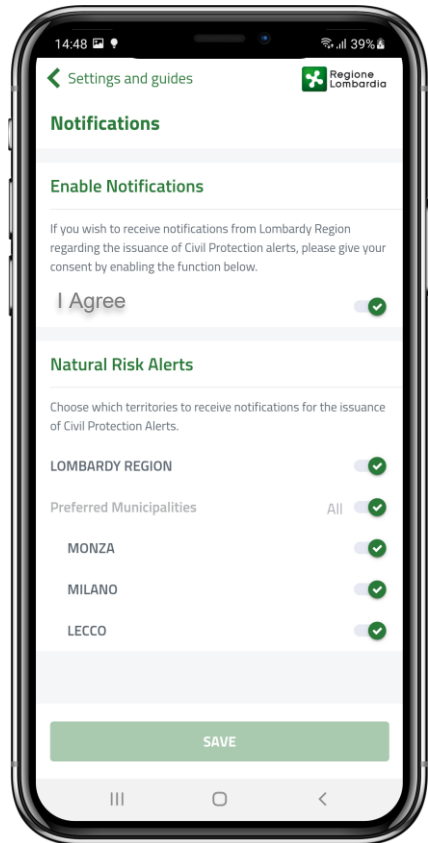 14:48
39%
Settings and guides
Regione
Lombardia
Notifications
Enable Notifications
If you wish to receive notifications from Lombardy Region
regarding the issuance of Civil Protection alerts, please give your
consent by enabling the function below.
I Agree
Natural Risk Alerts
Choose which territories to receive notifications for the issuance
of Civil Protection Alerts.
LOMBARDY REGION
Preferred Municipalities All
MONZA
MILANO
LECCO
SAVE